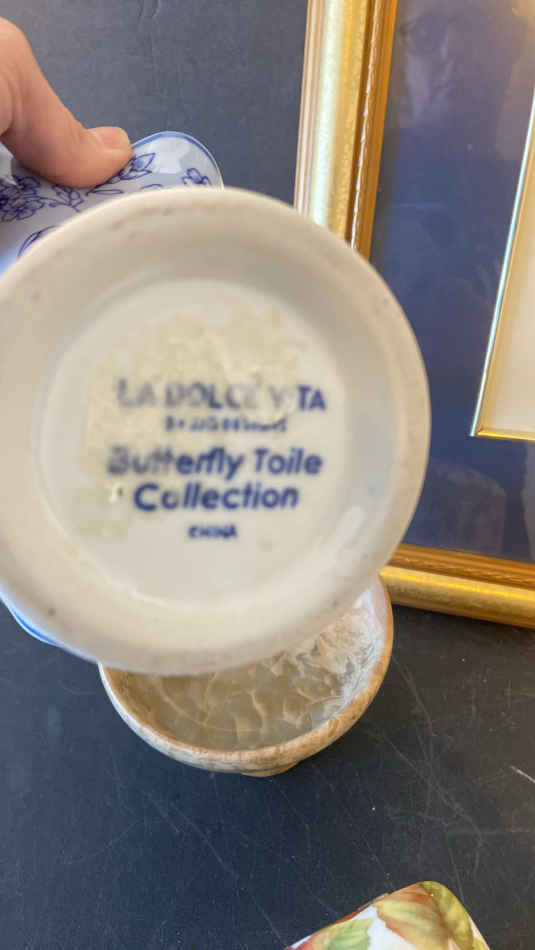 LA DOLCE VITA
Butterfly Toile
Collection
CHINA